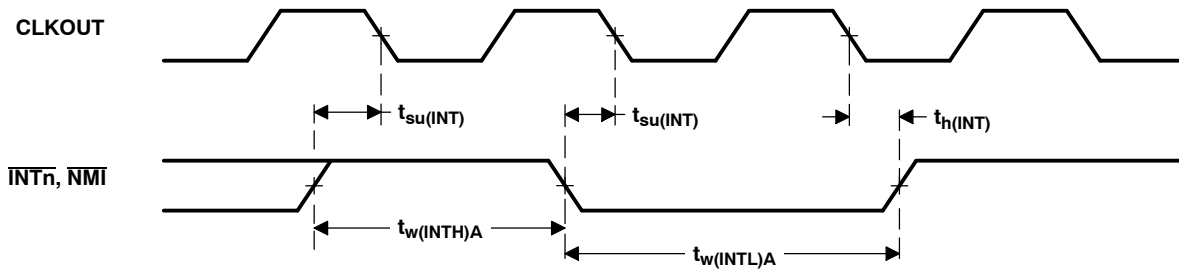 CLKOUT
tsu(INT) tsu(INT) th(INT)
INTn, NMI
tw(INTH)A
tw(INTL)A